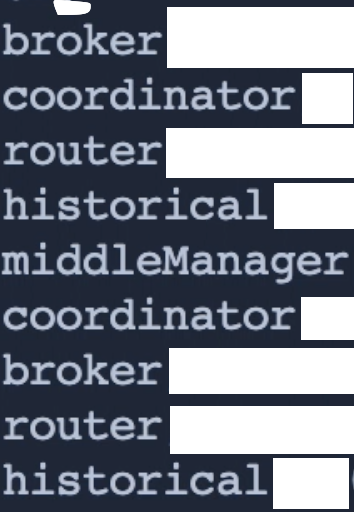 broker
coordinator
router
historical
middleManager
coordinator
broker
router
historical